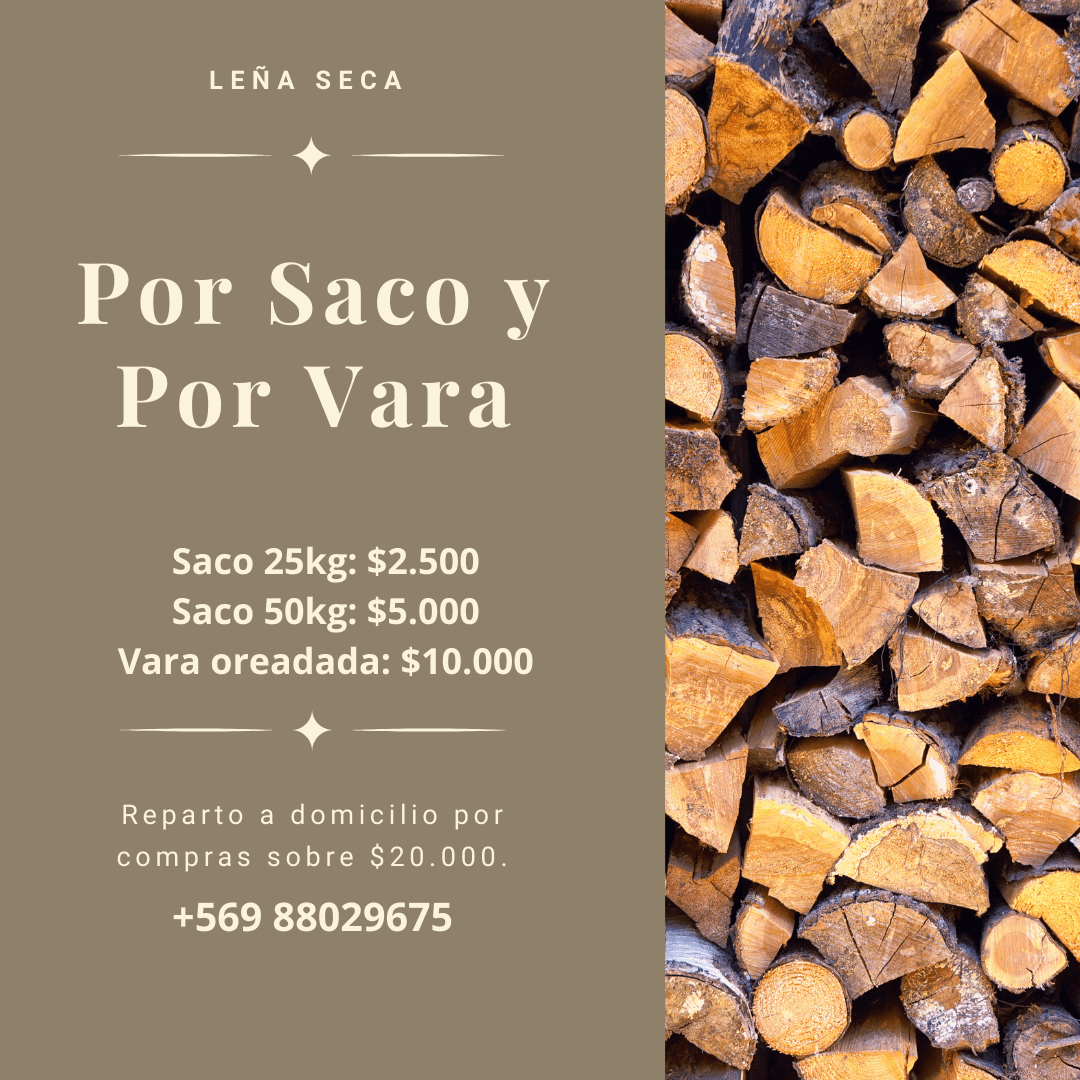 LEÑA SECA
Por Saco y
Por Vara
Saco 25kg: $2.500
Saco 50kg: $5.000
Vara oreadada: $10.000
Reparto a domicilio por
compras sobre $20.000.
+569 88029675